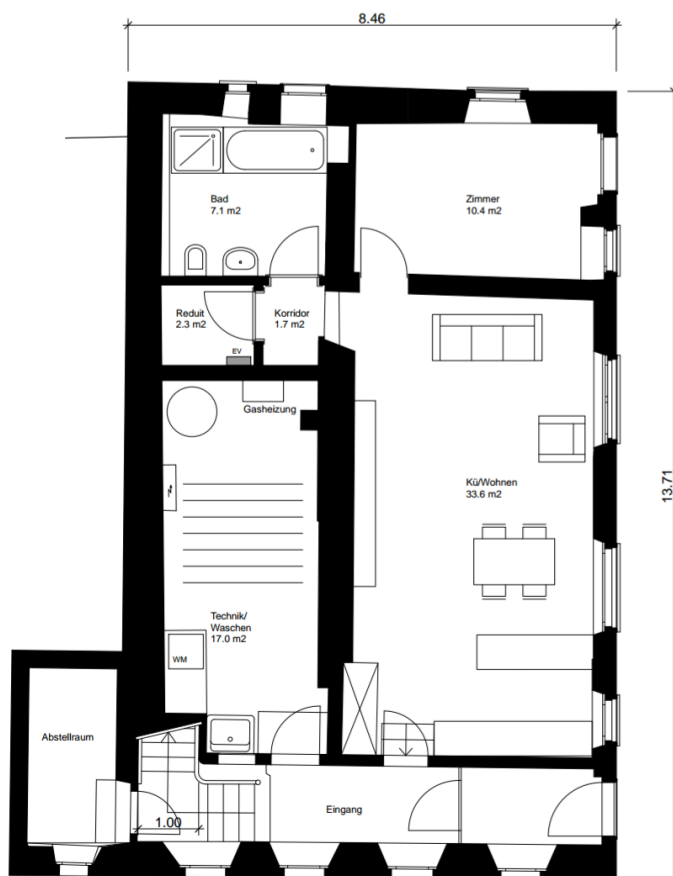 8.46
Bad
7.1 m2
Zimmer
10.4 m2
Reduit
2.3 m2
Korridor
1.7 m2
EV
Gasheizung
13.71
Kü/Wohnen
33.6 m2
Technik/
Waschen
17.0 m2
WM
Abstellraum
Eingang
1.00